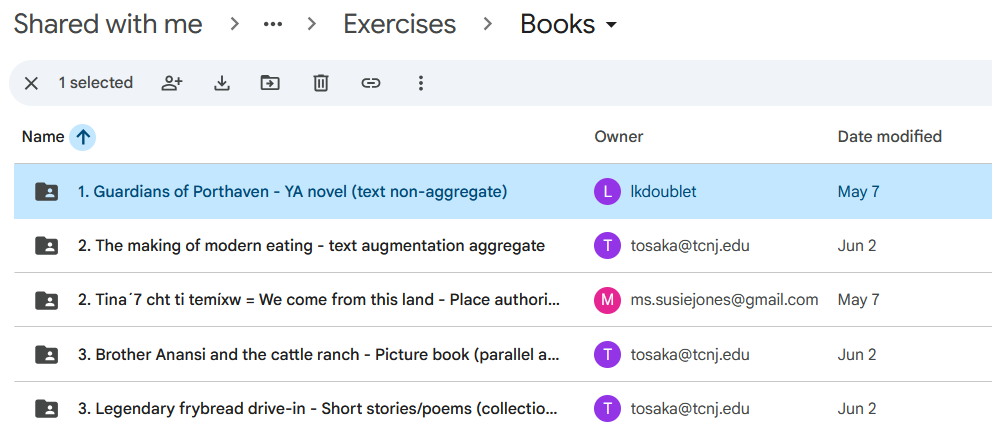 Shared with me > ... > Exercises > Books
1 selected
Name Owner Date modified
1. Guardians of Porthaven - YA novel (text non-aggregate) L lkdoublet May 7
2. The making of modern eating - text augmentation aggregate T tosaka@tcnj.edu Jun 2
2. Tina´7 cht ti temíxw = We come from this land - Place authori... M ms.susiejones@gmail.com May 7
3. Brother Anansi and the cattle ranch - Picture book (parallel a... T tosaka@tcnj.edu Jun 2
3. Legendary frybread drive-in - Short stories/poems (collectio... T tosaka@tcnj.edu Jun 2